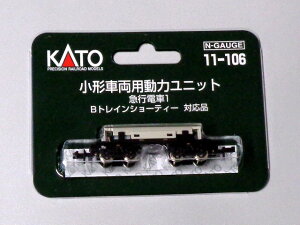 KATO
PRECISION RAILROAD MODELS
N-GAUGE
11-106
小形車両用動力ユニット
急行電車1
Bトレインショーティー 対応品